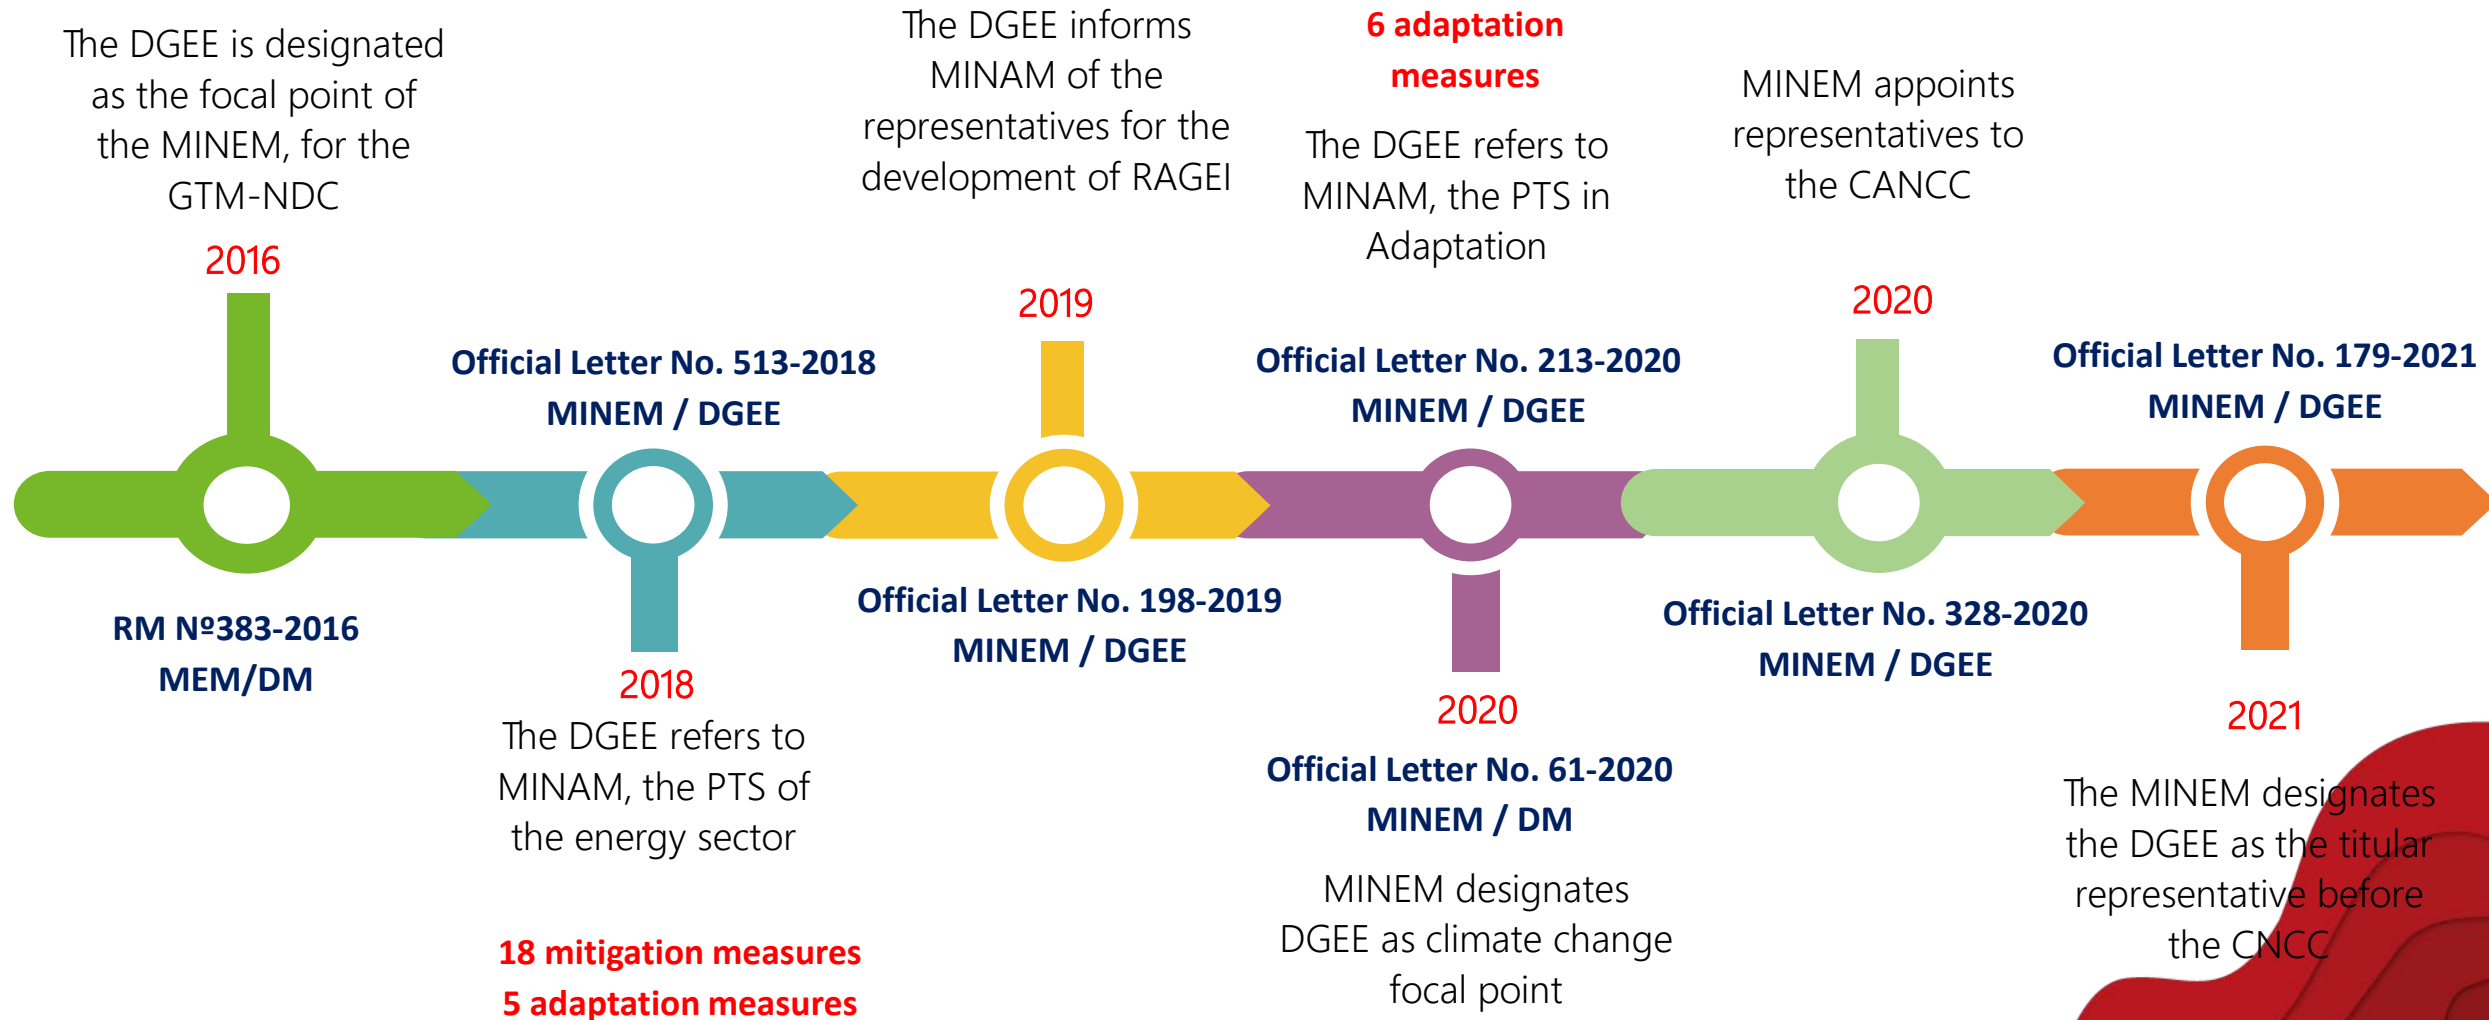 The DGEE is designated
as the focal point of
the MINEM, for the
GTM-NDC
2016
RM Nº383-2016
MEM/DM
Official Letter No. 513-2018
MINEM / DGEE
2018
The DGEE refers to
MINAM, the PTS of
the energy sector
18 mitigation measures
5 adaptation measures
The DGEE informs
MINAM of the
representatives for the
development of RAGEI
2019
Official Letter No. 198-2019
MINEM / DGEE
6 adaptation
measures
The DGEE refers to
MINAM, the PTS in
Adaptation
Official Letter No. 213-2020
MINEM / DGEE
2020
Official Letter No. 61-2020
MINEM / DM
MINEM designates
DGEE as climate change
focal point
MINEM appoints
representatives to
the CANCC
2020
Official Letter No. 328-2020
MINEM / DGEE
Official Letter No. 179-2021
MINEM / DGEE
2021
The MINEM designates
the DGEE as the titular
representative before
the CNCC